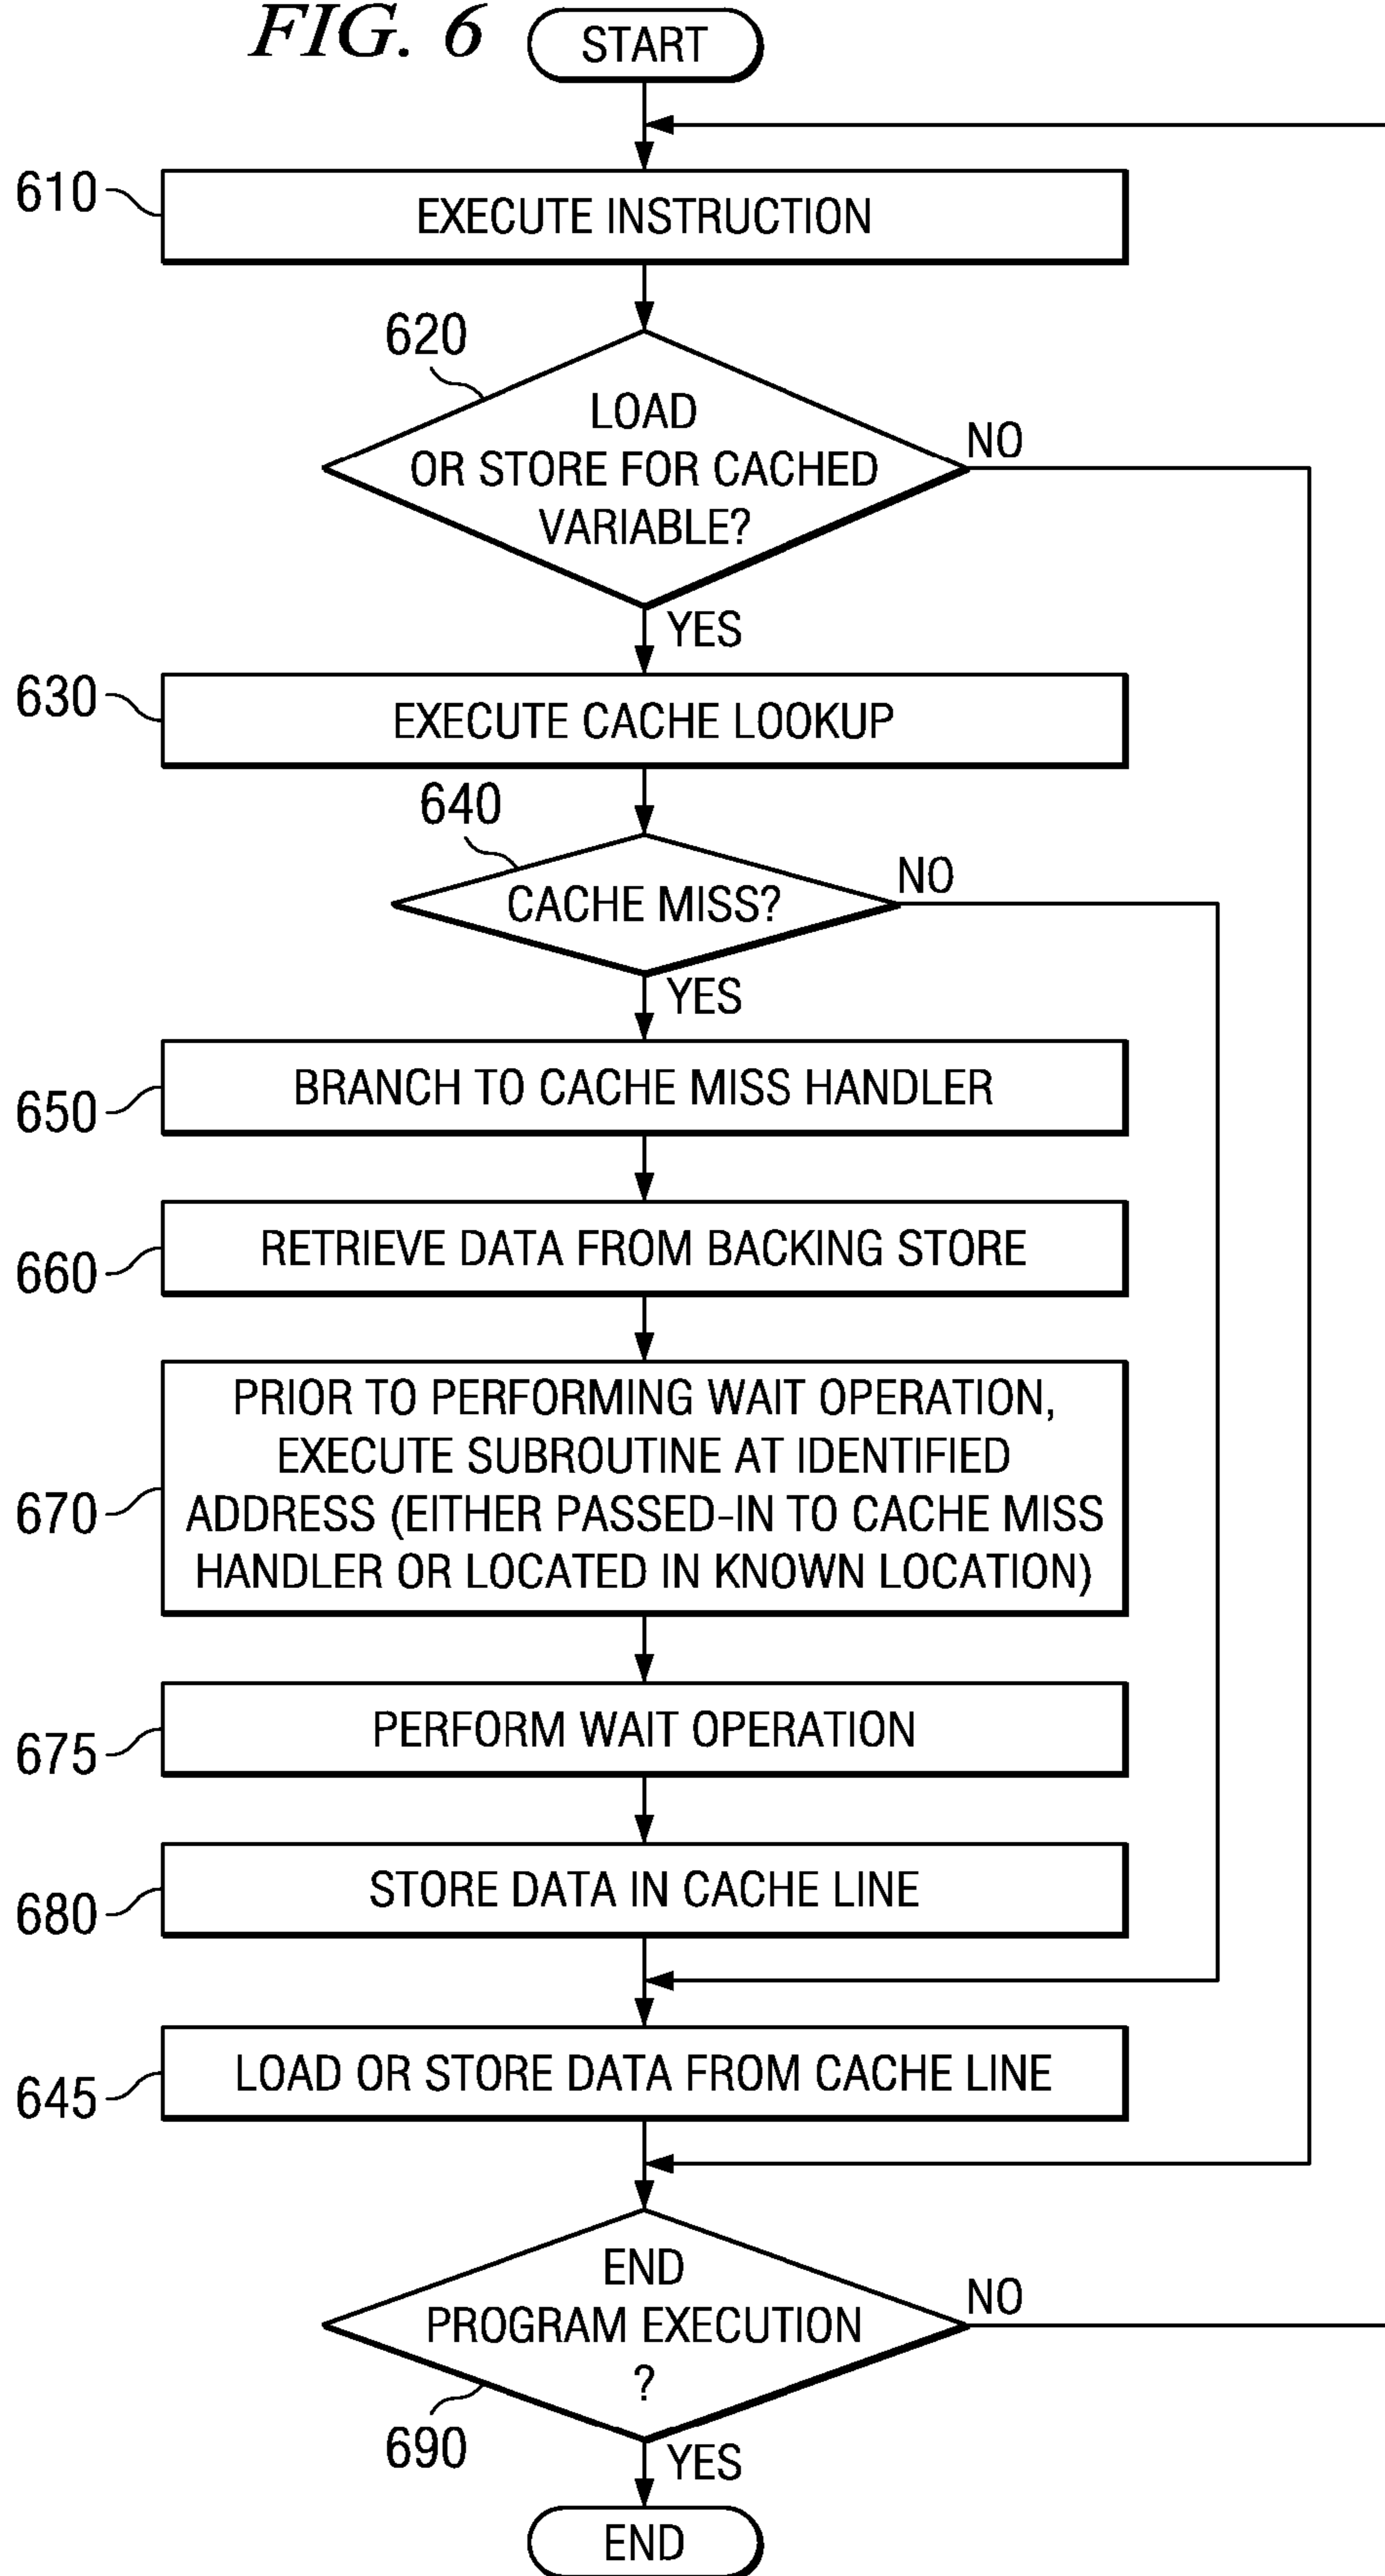 FIG. 6
START
610
EXECUTE INSTRUCTION
620
LOAD
OR STORE FOR CACHED
VARIABLE?
NO
YES
630
EXECUTE CACHE LOOKUP
640
CACHE MISS?
NO
YES
650
BRANCH TO CACHE MISS HANDLER
660
RETRIEVE DATA FROM BACKING STORE
670
PRIOR TO PERFORMING WAIT OPERATION,
EXECUTE SUBROUTINE AT IDENTIFIED
ADDRESS (EITHER PASSED-IN TO CACHE MISS
HANDLER OR LOCATED IN KNOWN LOCATION)
675
PERFORM WAIT OPERATION
680
STORE DATA IN CACHE LINE
645
LOAD OR STORE DATA FROM CACHE LINE
END
PROGRAM EXECUTION
?
NO
690
YES
END